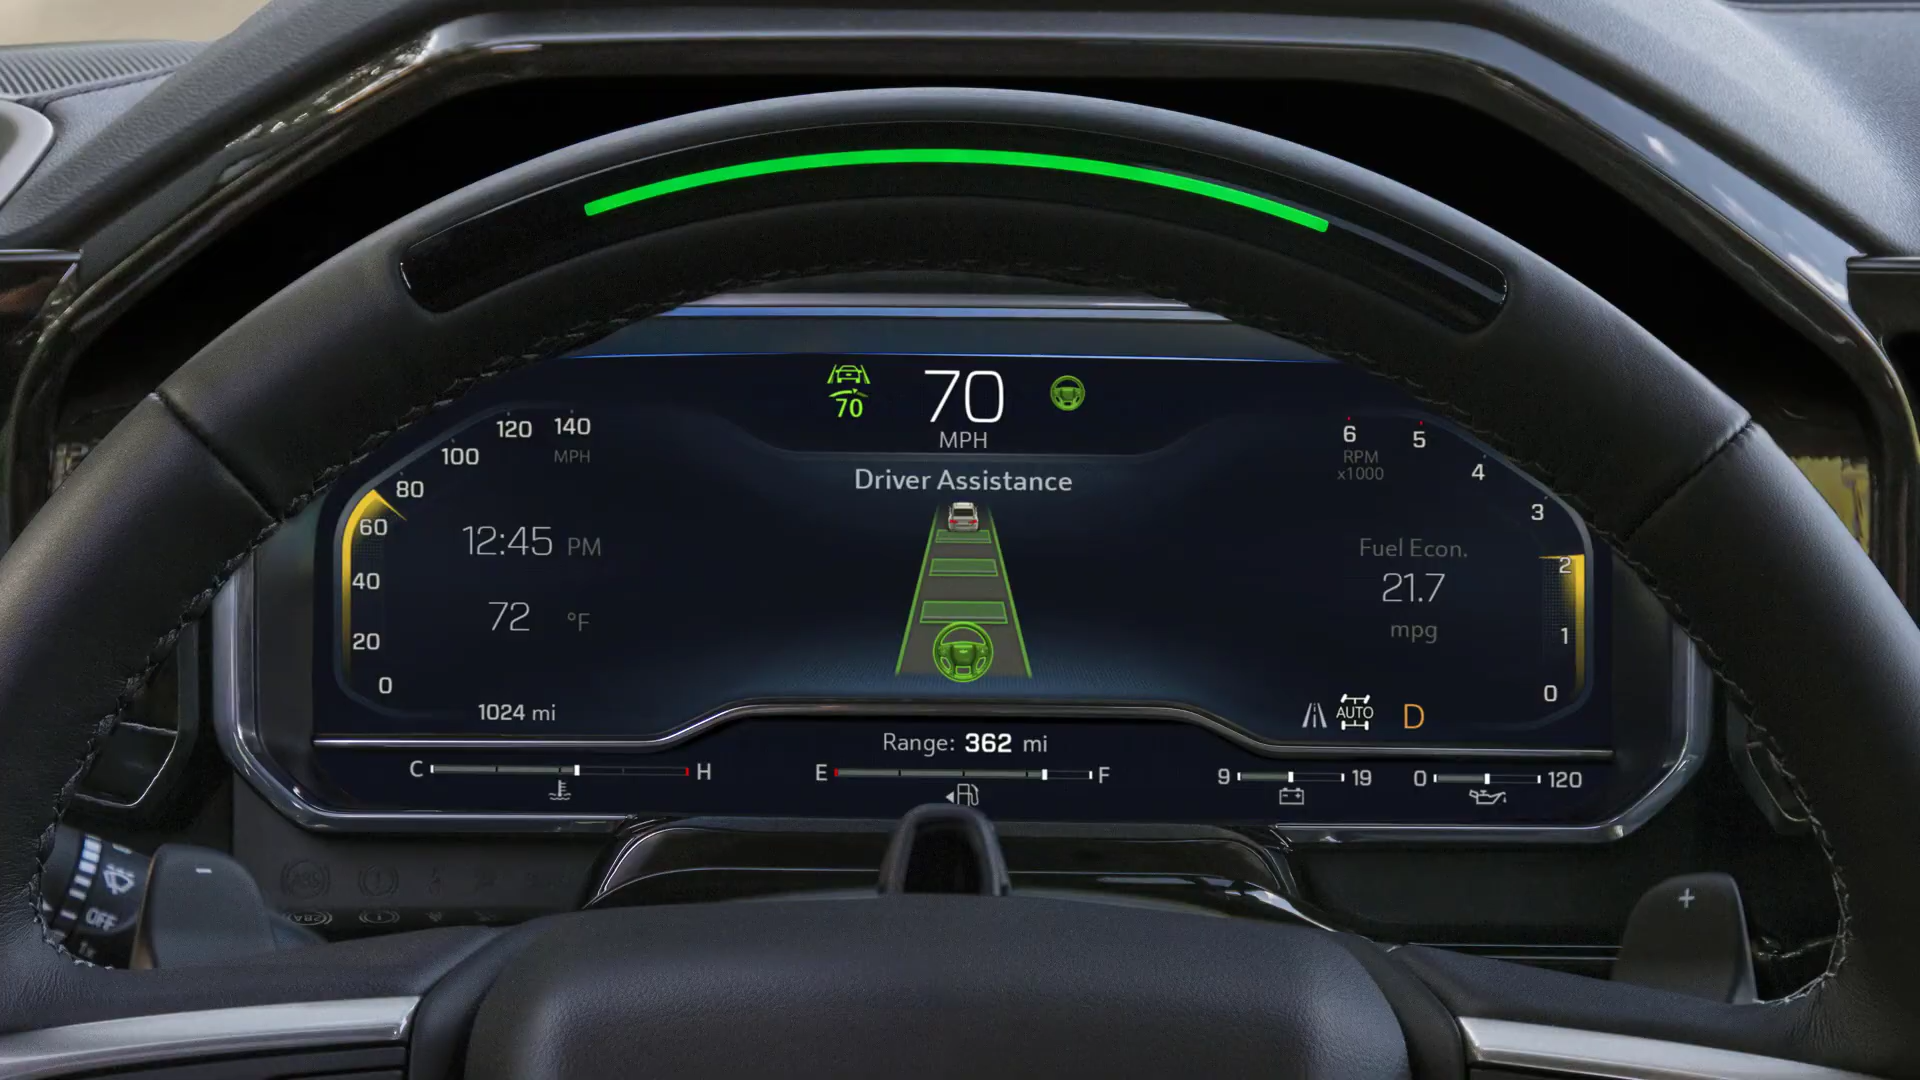 70
70
MPH
Driver Assistance
140
MPH
120
100
80
60
40
20
0
12:45 PM
72 °F
1024 mi
6
5
4
3
2
1
0
RPM
x1000
Fuel Econ.
21.7
mpg
AUTO
D
Range: 362 mi
C
H
E
F
9
19
0
120
-
OFF
1x
+